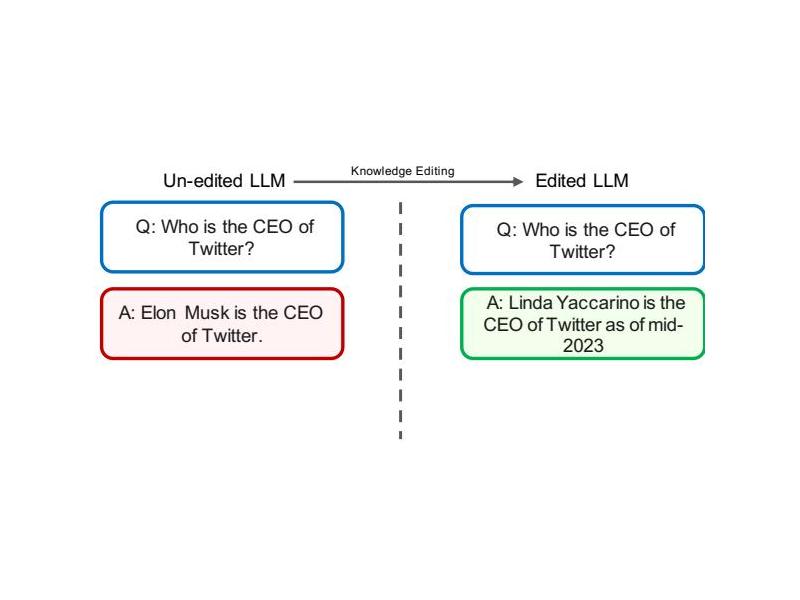 Knowledge Editing
Un-edited LLM
Edited LLM
Q: Who is the CEO of
Twitter?
A: Elon Musk is the CEO
of Twitter.
Q: Who is the CEO of
Twitter?
A: Linda Yaccarino is the
CEO of Twitter as of mid-
2023